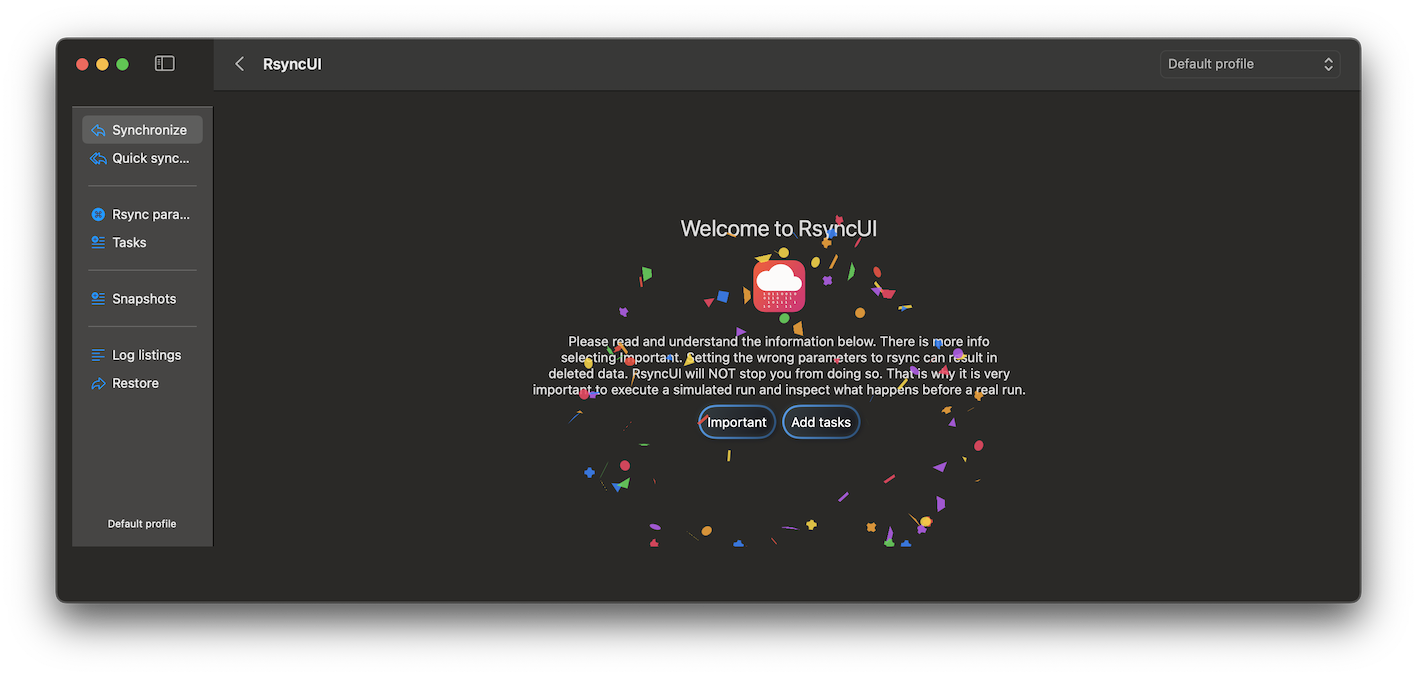 RsyncUI
Default profile
Synchronize
Quick sync...
Rsync para...
Tasks
Snapshots
Log listings
Restore
Default profile
Welcome to RsyncUI
Please read and understand the information below. There is more info
selecting Important. Setting the wrong parameters to rsync can result in
deleted data. RsyncUI will NOT stop you from doing so. That is why it is very
important to execute a simulated run and inspect what happens before a real run.
Important
Add tasks